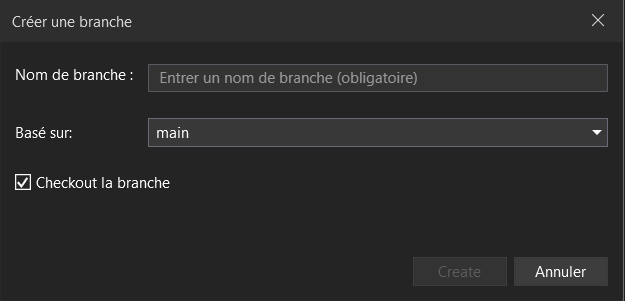 Créer une branche
Nom de branche :
Entrer un nom de branche (obligatoire)
Basé sur:
main
Checkout la branche
Create
Annuler